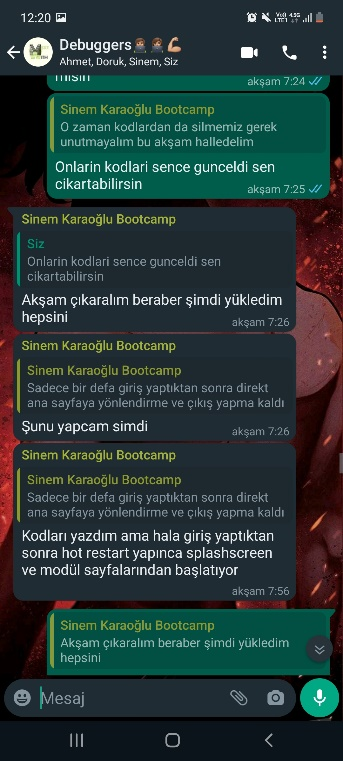 12:20
Debuggers
Ahmet, Doruk, Sinem, Siz
misin
akşam 7:24
Sinem Karaoğlu Bootcamp
O zaman kodlardan da silmemiz gerek
unutmayalım bu akşam halledelim
Onlarin kodlari sence gunceldi sen
cikartabilirsin
akşam 7:25
Sinem Karaoğlu Bootcamp
Siz
Onlarin kodlari sence gunceldi sen
cikartabilirsin
Akşam çıkaralım beraber şimdi yükledim
hepsini
akşam 7:26
Sinem Karaoğlu Bootcamp
Sinem Karaoğlu Bootcamp
Sadece bir defa giriş yaptıktan sonra direkt
ana sayfaya yönlendirme ve çıkış yapma kaldı
Şunu yapcam simdi
akşam 7:26
Sinem Karaoğlu Bootcamp
Sinem Karaoğlu Bootcamp
Sadece bir defa giriş yaptıktan sonra direkt
ana sayfaya yönlendirme ve çıkış yapma kaldı
Kodları yazdım ama hala giriş yaptıktan
sonra hot restart yapınca splashscreen
ve modül sayfalarından başlatıyor
akşam 7:56
Sinem Karaoğlu Bootcamp
Akşam çıkaralım beraber şimdi yükledim
hepsini
Mesaj